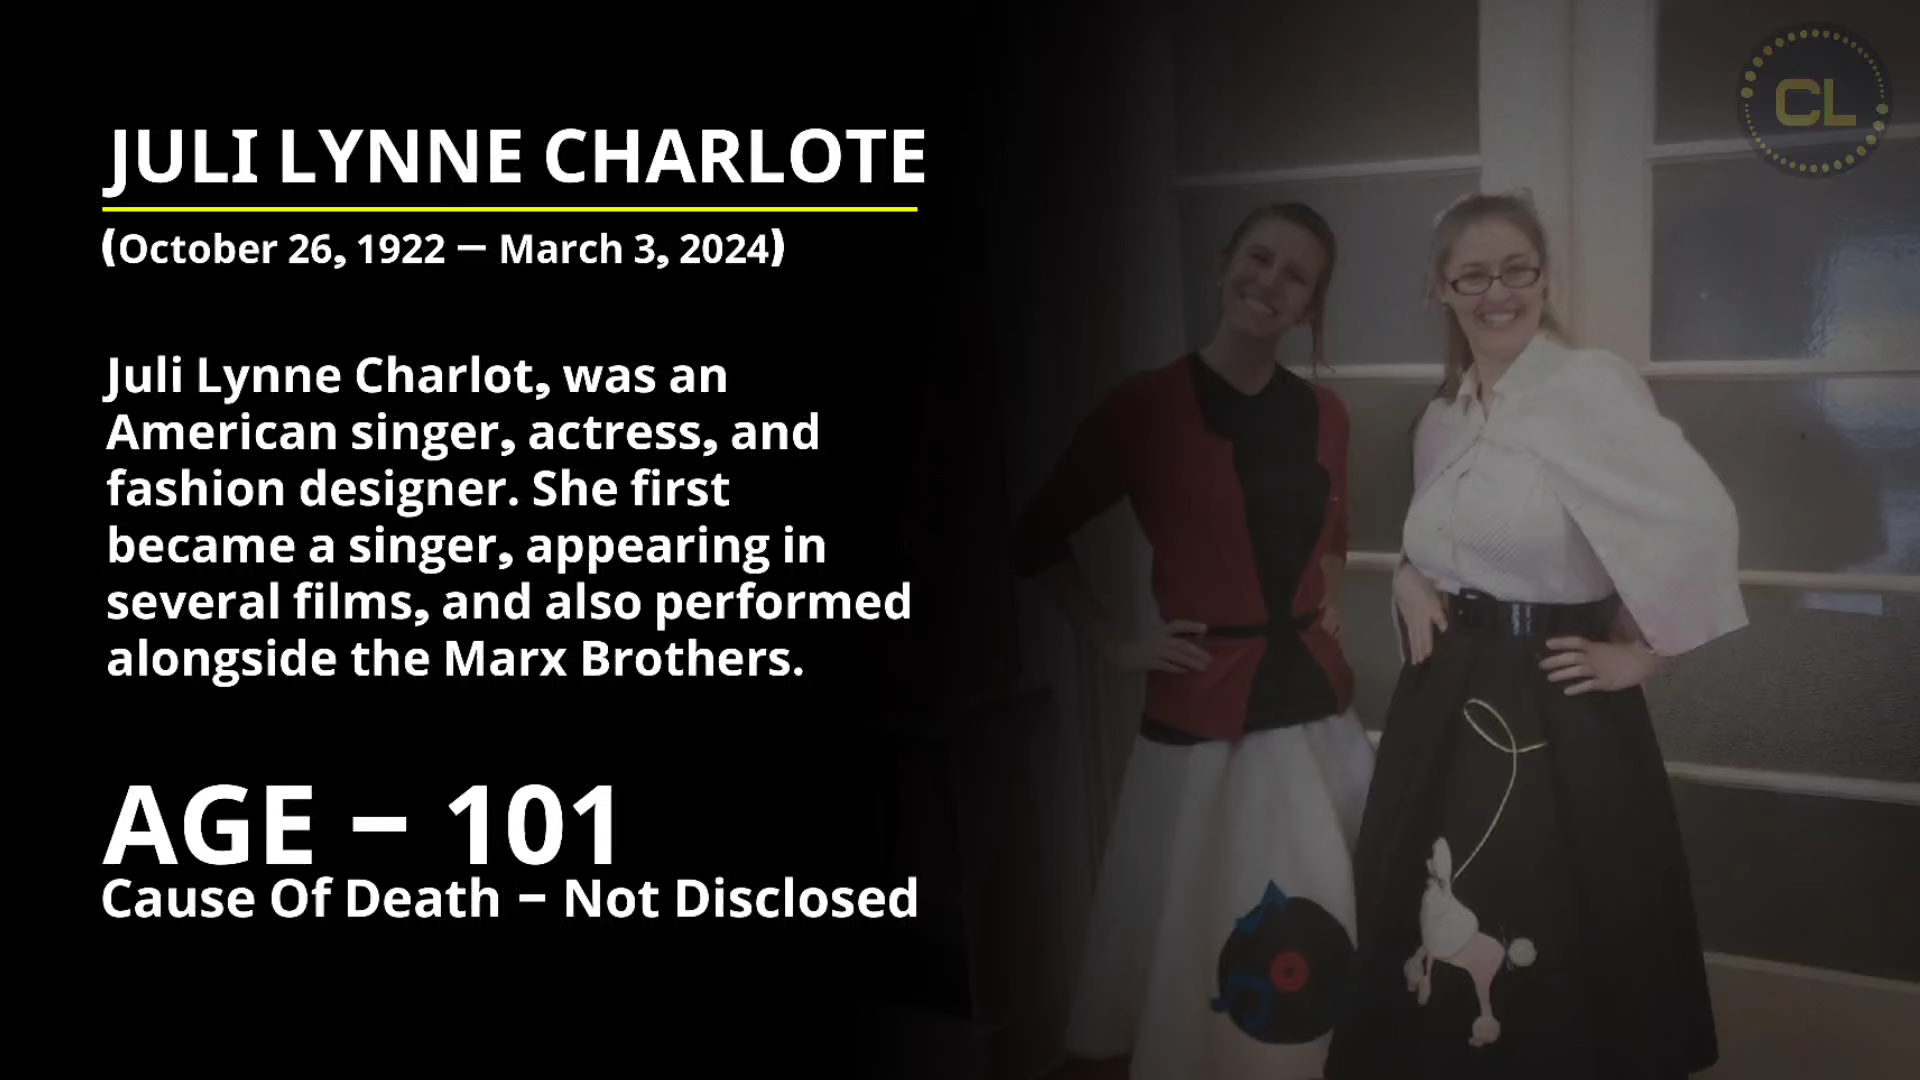 CL
JULI LYNNE CHARLOTE
(October 26, 1922 – March 3, 2024)
Juli Lynne Charlot, was an
American singer, actress, and
fashion designer. She first
became a singer, appearing in
several films, and also performed
alongside the Marx Brothers.
AGE – 101
Cause Of Death – Not Disclosed